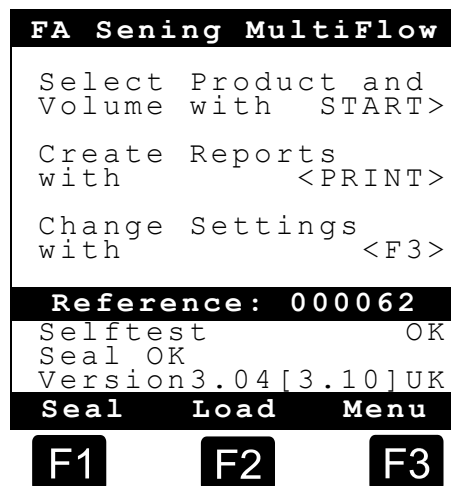 FA Sening MultiFlow
Select Product and
Volume with START>
Create Reports
with <PRINT>
Change Settings
with <F3>
Reference: 000062
Selftest OK
Seal OK
Version3.04[3.10]UK
Seal Load Menu
F1 F2 F3